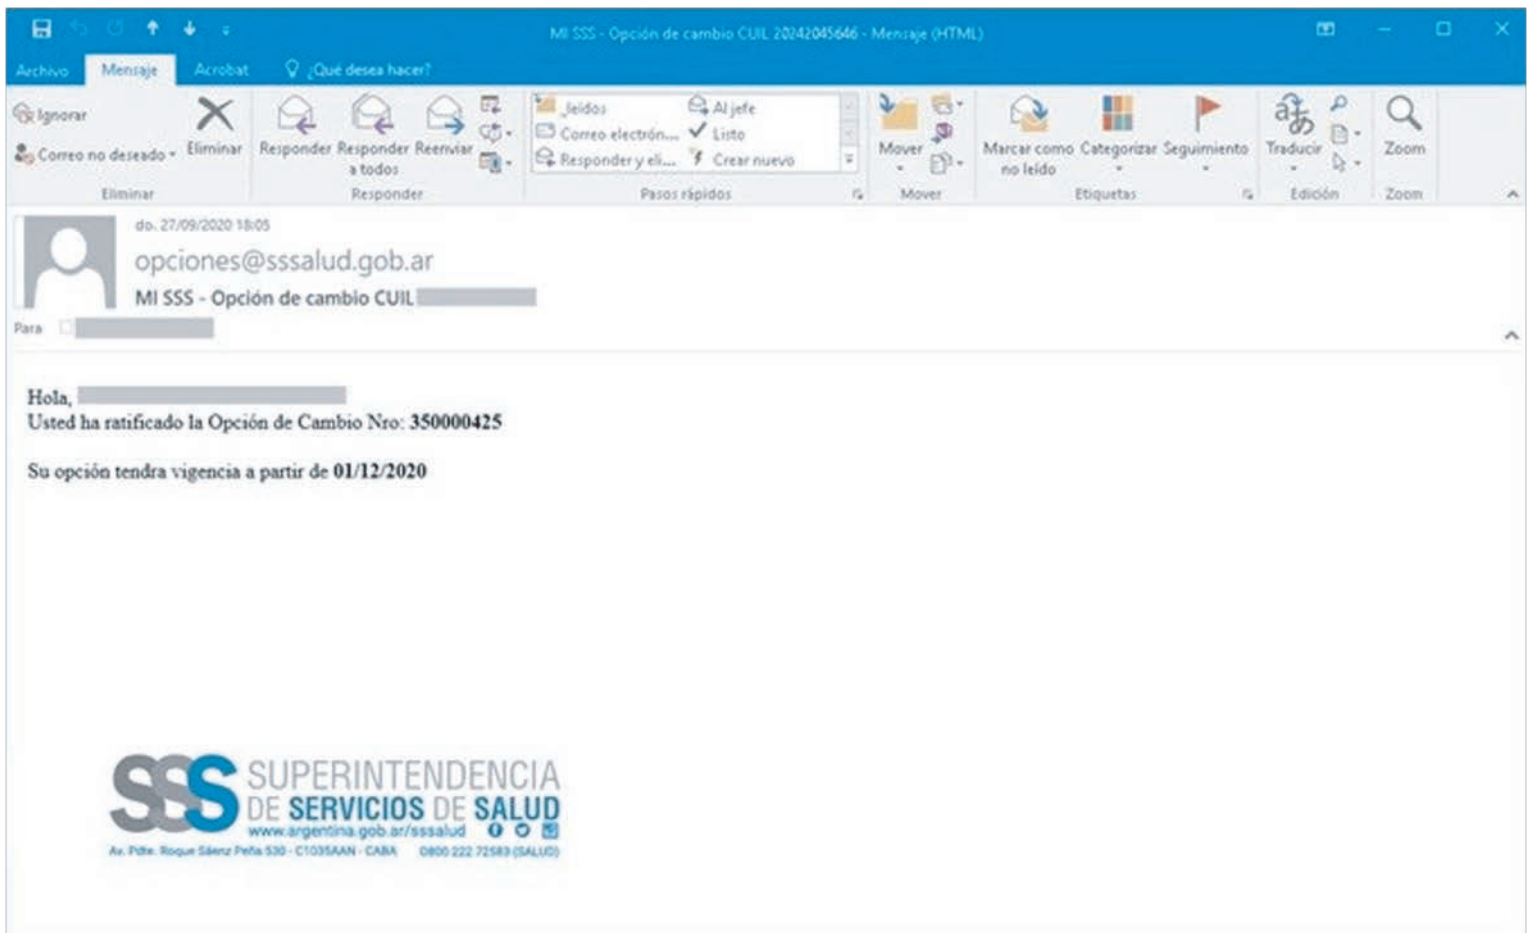 MI SSS - Opción de cambio CUIL 20242045646 - Mensaje (HTML)
Archivo Mensaje Acrobat ¿Qué desea hacer?
Ignorar
Correo no deseado
Eliminar
Responder Responder a todos Reenviar
_leidos
Correo electrón...
Responder y eli...
Al jefe
Listo
Crear nuevo
Mover
Marcar como no leído Categorizar Seguimiento
Traducir
Zoom
Eliminar Responder Pasos rápidos Mover Etiquetas Edición Zoom
do. 27/09/2020 18:05
opciones@sssalud.gob.ar
MI SSS - Opción de cambio CUIL
Para
Hola,
Usted ha ratificado la Opción de Cambio Nro: 350000425
Su opción tendra vigencia a partir de 01/12/2020
SSS SUPERINTENDENCIA
DE SERVICIOS DE SALUD
www.argentina.gob.ar/sssalud
Av. Pdte. Roque Sáenz Peña 530 - C1035AAN - CABA 0800 222 72583 (SALUD)